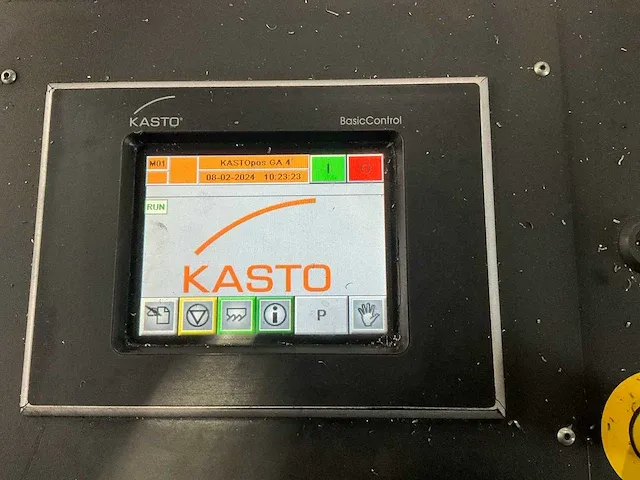 KASTO®
BasicControl
M01
KASTOpos GA 4
08-02-2024 10:23:23
I
RUN
KASTO
i
P